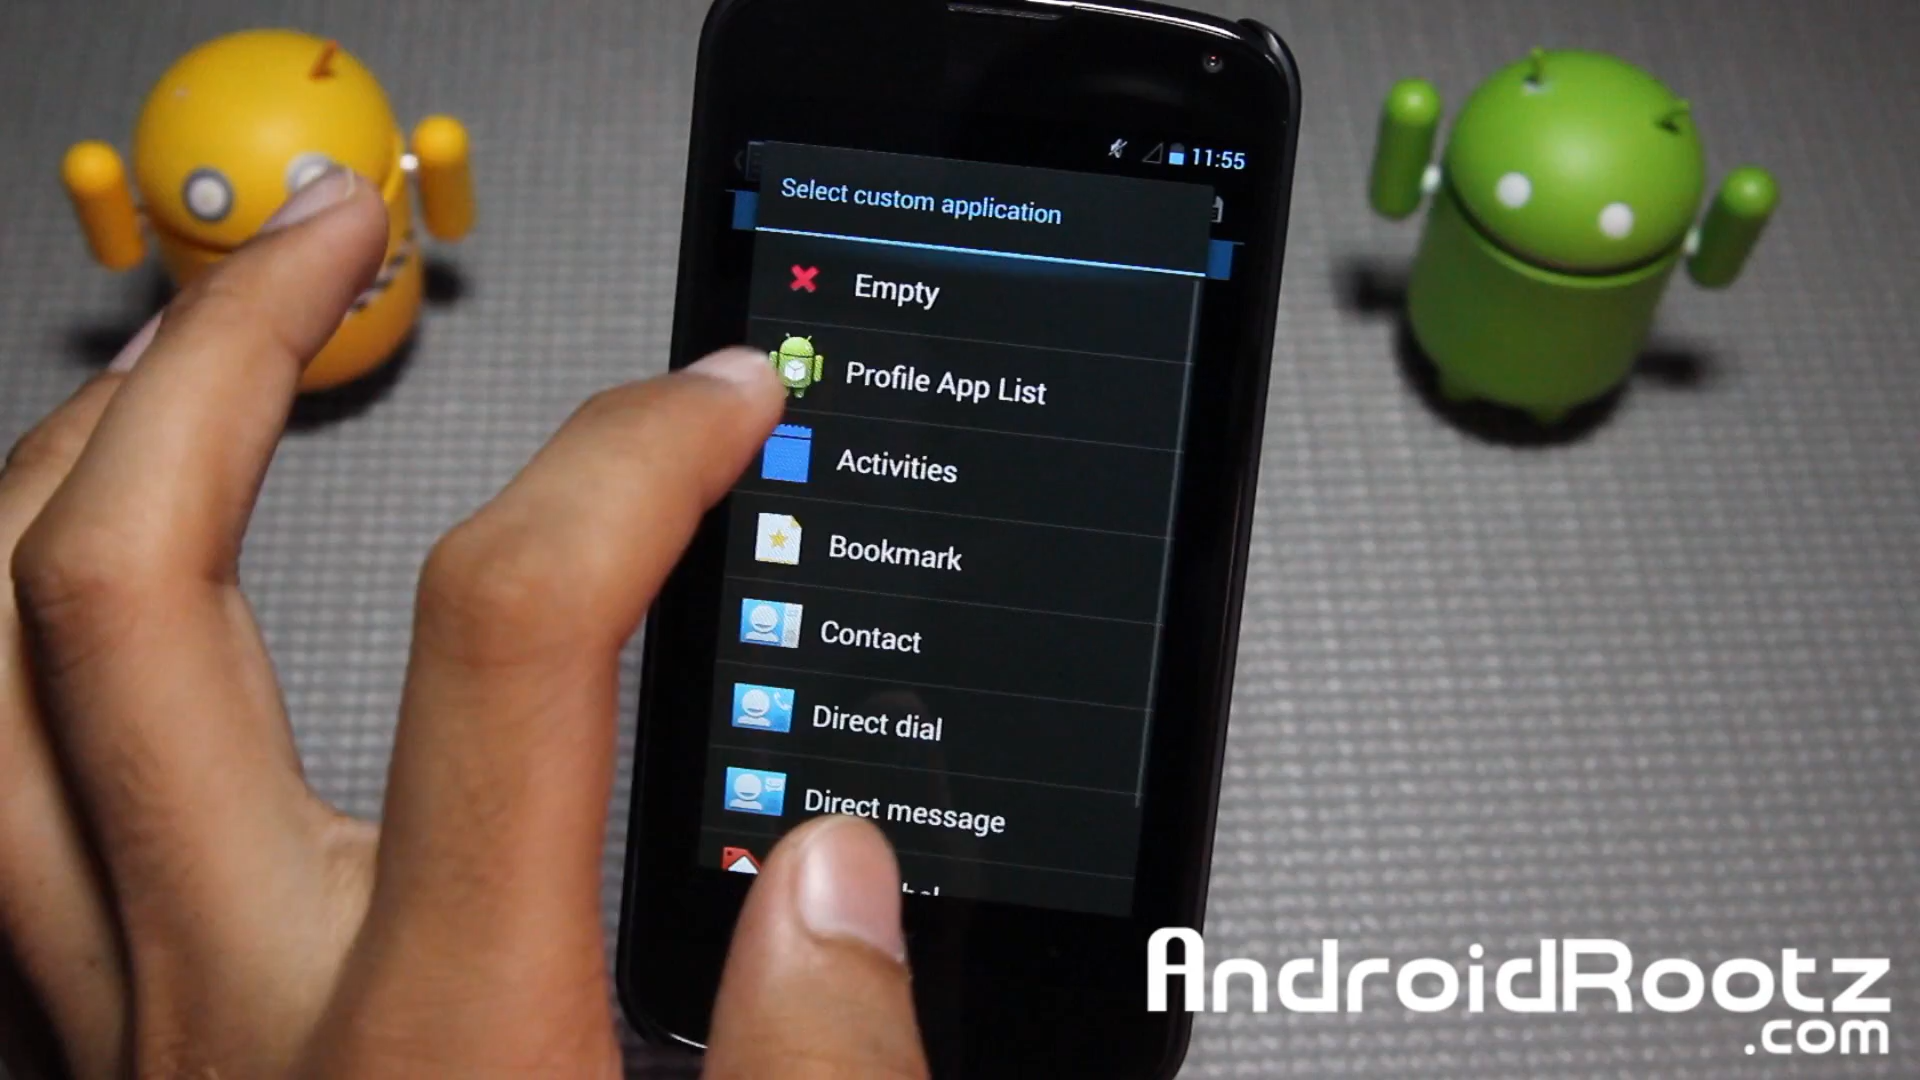 11:55
Select custom application
Empty
Profile App List
Activities
Bookmark
Contact
Direct dial
Direct message
AndroidRootz
.com